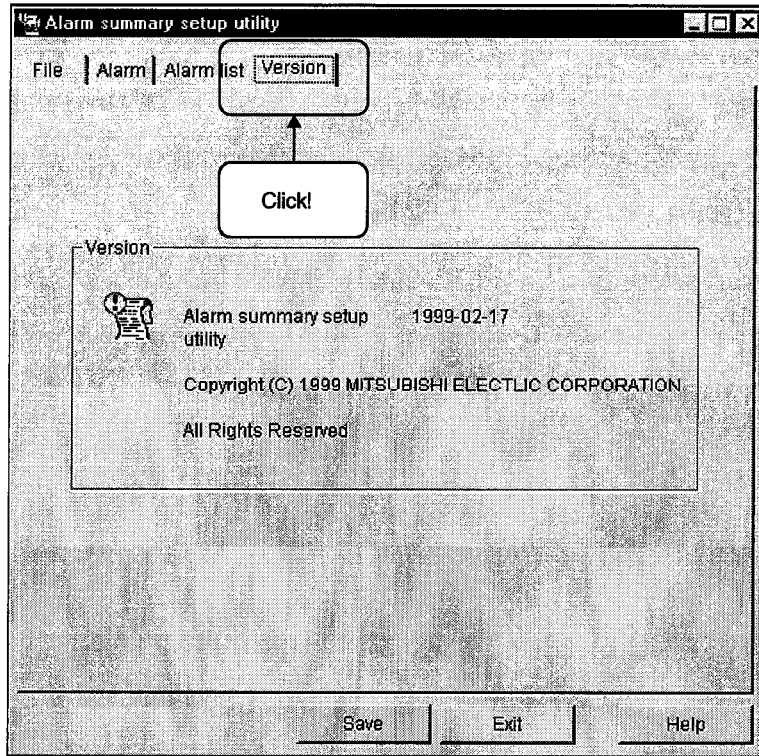 Alarm summary setup utility
File Alarm Alarm list Version
Click!
Version
Alarm summary setup 1999-02-17
utility
Copyright (C) 1999 MITSUBISHI ELECTLIC CORPORATION
All Rights Reserved
Save Exit Help